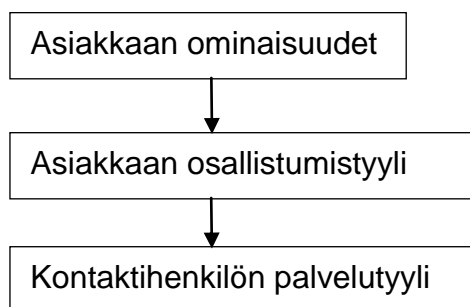 Asiakkaan ominaisuudet
Asiakkaan osallistumistyyli
Kontaktihenkilön palvelutyyli